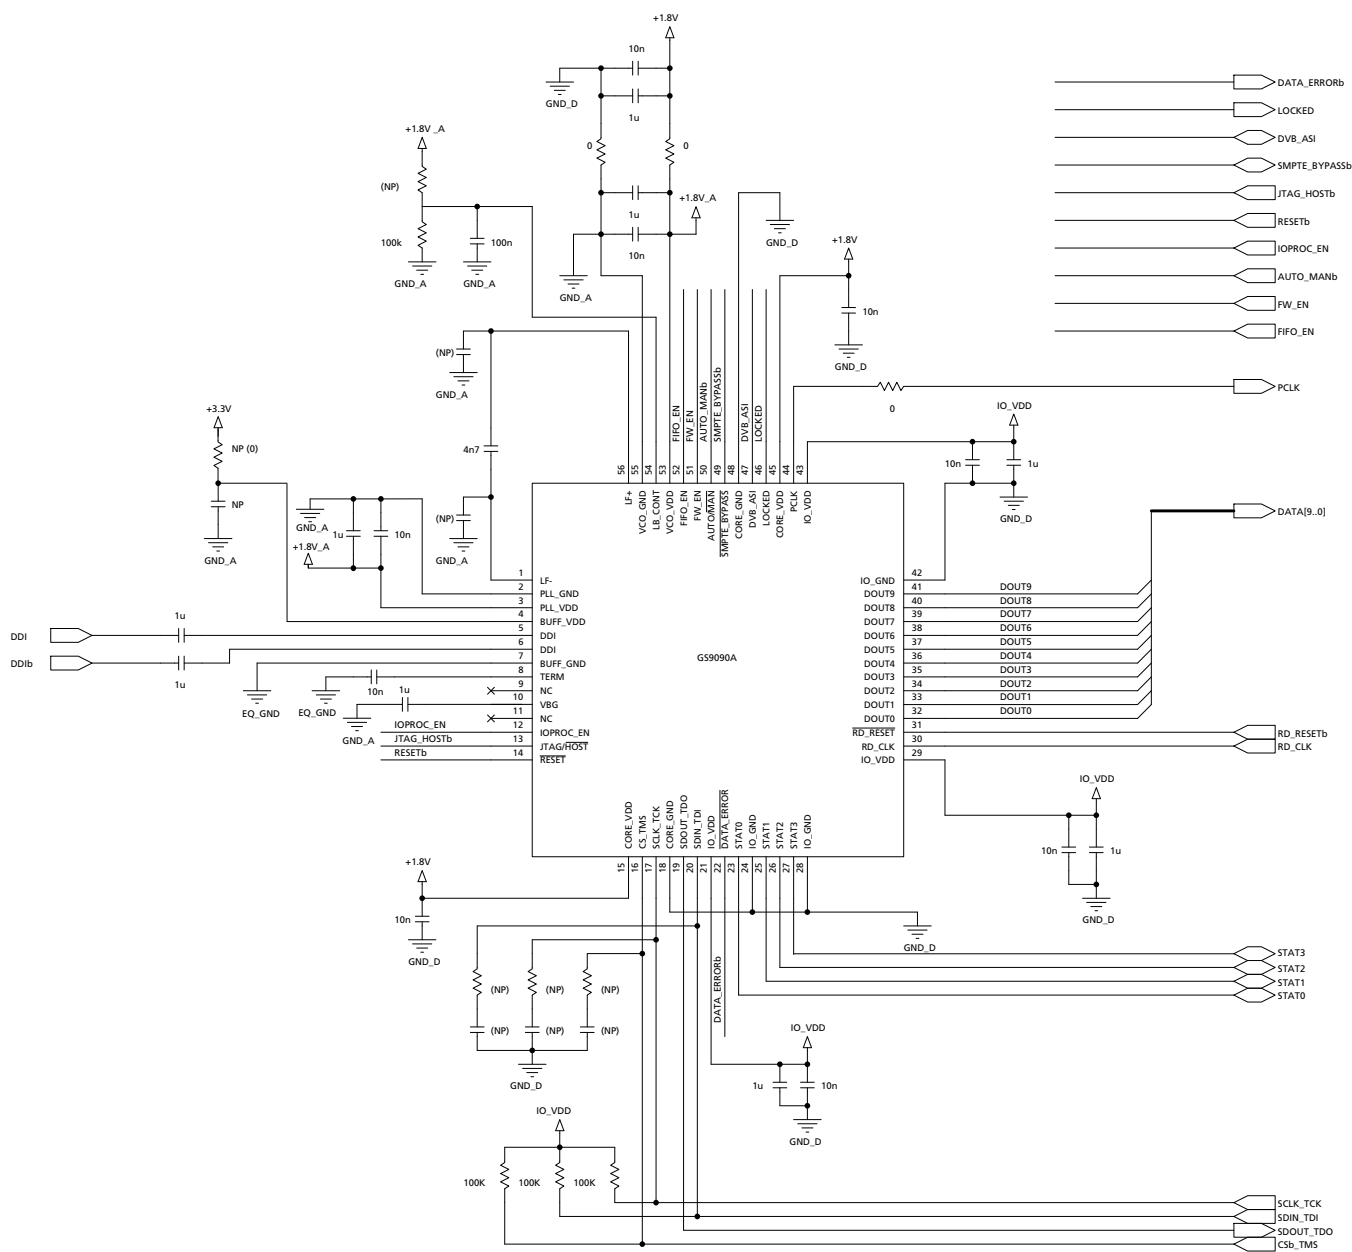 +1.8V
10n
GND_D
1u
DATA_ERRORb
LOCKED
DVB_ASI
SMPTE_BYPASSb
JTAG_HOSTb
RESETb
IOPROC_EN
AUTO_MANb
FW_EN
FIFO_EN
+1.8V _A
0
0
(NP)
1u
+1.8V_A
100k
100n
10n
GND_D
+1.8V
GND_A
GND_A
GND_A
10n
GND_D
(NP)
GND_A
PCLK
0
+3.3V
NP (0)
4n7
FIFO_EN
FW_EN
AUTO_MANb
SMPTE_BYPASSb
DVB_ASI
LOCKED
IO_VDD
10n
1u
GND_D
NP
GND_A
GND_A
1u
10n
+1.8V_A
(NP)
GND_A
56
55
54
53
52
51
50
49
48
47
46
45
44
43
LF+
VCO_GND
LB_CONT
VCO_VDD
FIFO_EN
FW_EN
AUTO/MAN
SMPTE_BYPASS
CORE_GND
DVB_ASI
LOCKED
CORE_VDD
PCLK
IO_VDD
DATA[9..0]
1 LF-
2 PLL_GND
3 PLL_VDD
4 BUFF_VDD
5 DDI
6 DDI
7 BUFF_GND
8 TERM
9 NC
10 VBG
11 NC
12 IOPROC_EN
13 JTAG/HOST
14 RESET
GS9090A
IO_GND 42
DOUT9 41 DOUT9
DOUT8 40 DOUT8
DOUT7 39 DOUT7
DOUT6 38 DOUT6
DOUT5 37 DOUT5
DOUT4 36 DOUT4
DOUT3 35 DOUT3
DOUT2 34 DOUT2
DOUT1 33 DOUT1
DOUT0 32 DOUT0
RD_RESET 31
RD_CLK 30
IO_VDD 29
RD_RESETb
RD_CLK
DDI
1u
DDIb
1u
EQ_GND
10n
EQ_GND
1u
GND_A
IOPROC_EN
JTAG_HOSTb
RESETb
IO_VDD
10n
1u
GND_D
CORE_VDD
CS_TMS
SCLK_TCK
CORE_GND
SDOUT_TDO
SDIN_TDI
IO_VDD
DATA_ERROR
STAT0
IO_GND
STAT1
STAT2
STAT3
IO_GND
15
16
17
18
19
20
21
22
23
24
25
26
27
28
+1.8V
10n
GND_D
GND_D
DATA_ERRORb
STAT3
STAT2
STAT1
STAT0
(NP)
(NP)
(NP)
(NP)
(NP)
(NP)
GND_D
IO_VDD
1u
10n
GND_D
IO_VDD
100K
100K
100K
SCLK_TCK
SDIN_TDI
SDOUT_TDO
CSb_TMS